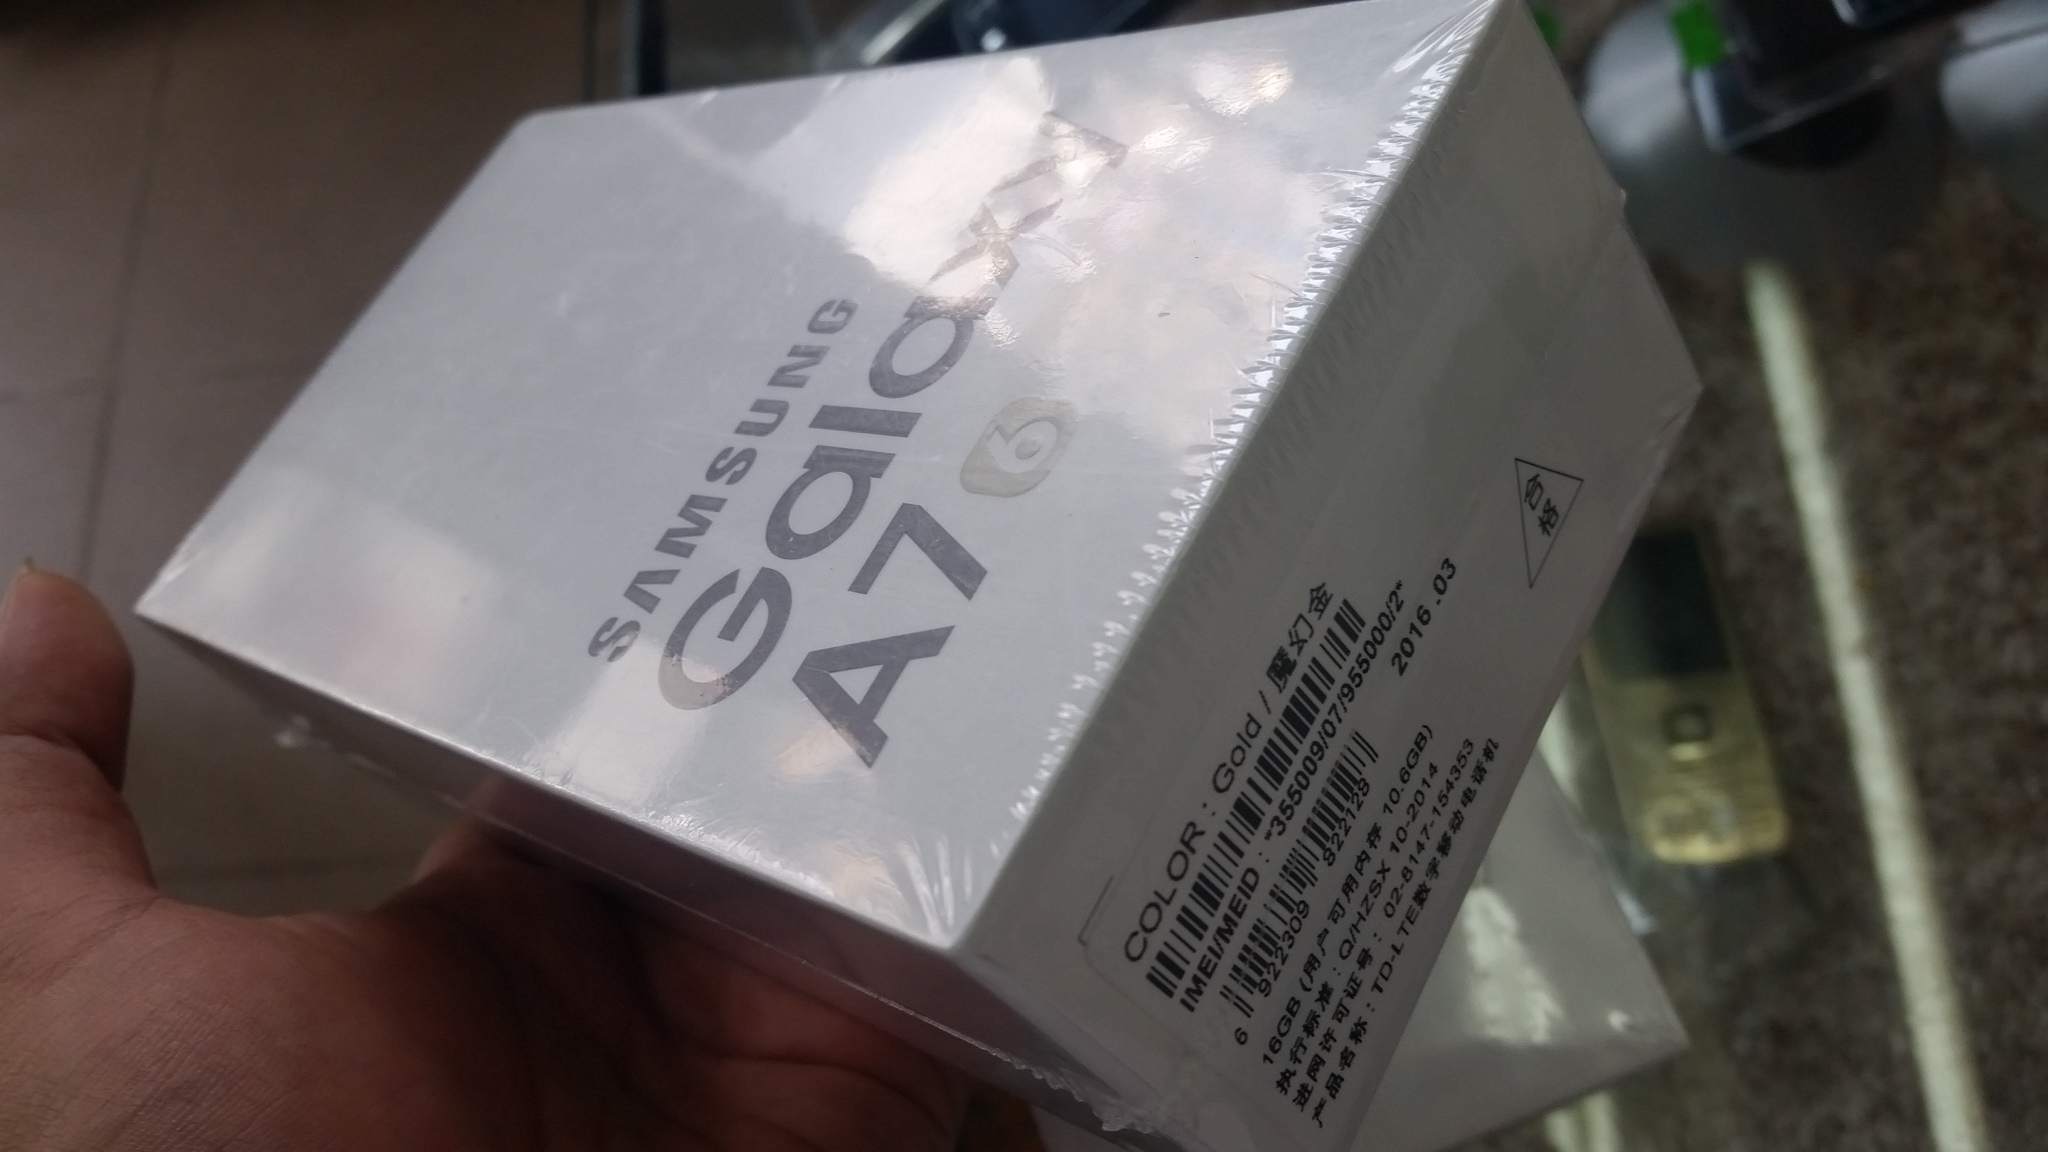 SAMSUNG
Galaxy
A7 6
合格
COLOR : Gold / 魔幻金
IMEI/MEID : *355009/07/955000/2*
2016 .03
6 922309 822128
16GB (用户可用内存 10.6GB)
执行标准 : Q/HZSX 10-2014
进网许可证号 : 02-8147-154353
产品名称 : TD-LTE数字移动电话机